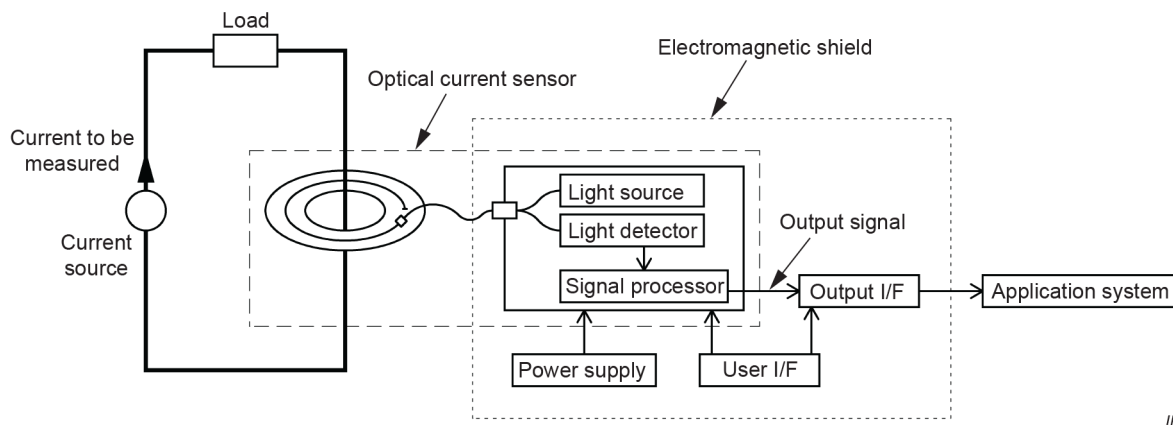 Load
Electromagnetic shield
Optical current sensor
Current to be
measured
Current
source
Light source
Light detector
Signal processor
Output signal
Output I/F
Application system
Power supply
User I/F